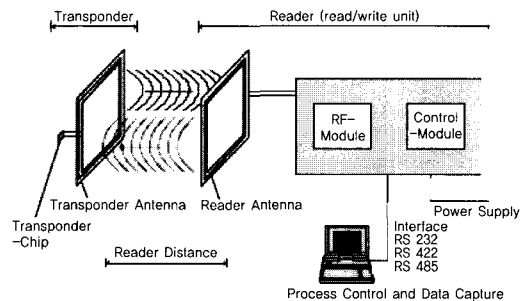 Transponder
Reader (read/write unit)
RF-
Module
Control
-Module
Transponder Antenna
Reader Antenna
Power Supply
Transponder
-Chip
Interface
RS 232
RS 422
RS 485
Reader Distance
Process Control and Data Capture